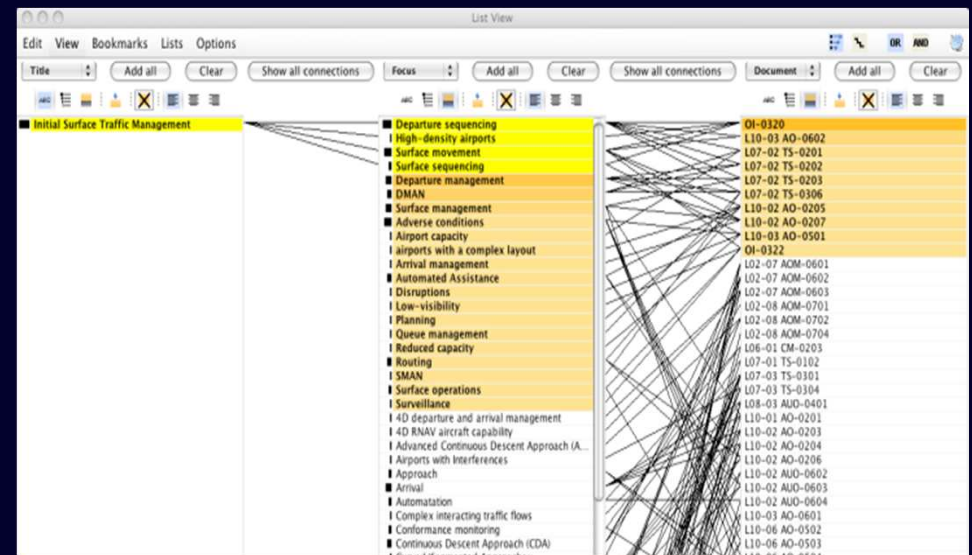 List View
Edit View Bookmarks Lists Options OR AND
Title Add all Clear Show all connections Focus Add all Clear Show all connections Document Add all Clear
Initial Surface Traffic Management
Departure sequencing
High-density airports
Surface movement
Surface sequencing
Departure management
DMAN
Surface management
Adverse conditions
Airport capacity
airports with a complex layout
Arrival management
Automated Assistance
Disruptions
Low-visibility
Planning
Queue management
Reduced capacity
Routing
SMAN
Surface operations
Surveillance
4D departure and arrival management
4D RNAV aircraft capability
Advanced Continuous Descent Approach (A...
Airports with Interferences
Approach
Arrival
Automatation
Complex interacting traffic flows
Conformance monitoring
Continuous Descent Approach (CDA)
OI-0320
L10-03 AO-0602
L07-02 TS-0201
L07-02 TS-0202
L07-02 TS-0203
L07-02 TS-0306
L10-02 AO-0205
L10-02 AO-0207
L10-03 AO-0501
OI-0322
L02-07 AOM-0601
L02-07 AOM-0602
L02-07 AOM-0603
L02-08 AOM-0701
L02-08 AOM-0702
L02-08 AOM-0704
L06-01 CM-0203
L07-01 TS-0102
L07-03 TS-0301
L07-03 TS-0304
L08-03 AUO-0401
L10-01 AO-0201
L10-02 AO-0203
L10-02 AO-0204
L10-02 AO-0206
L10-02 AUO-0602
L10-02 AUO-0603
L10-02 AUO-0604
L10-03 AO-0601
L10-06 AO-0502
L10-06 AO-0503